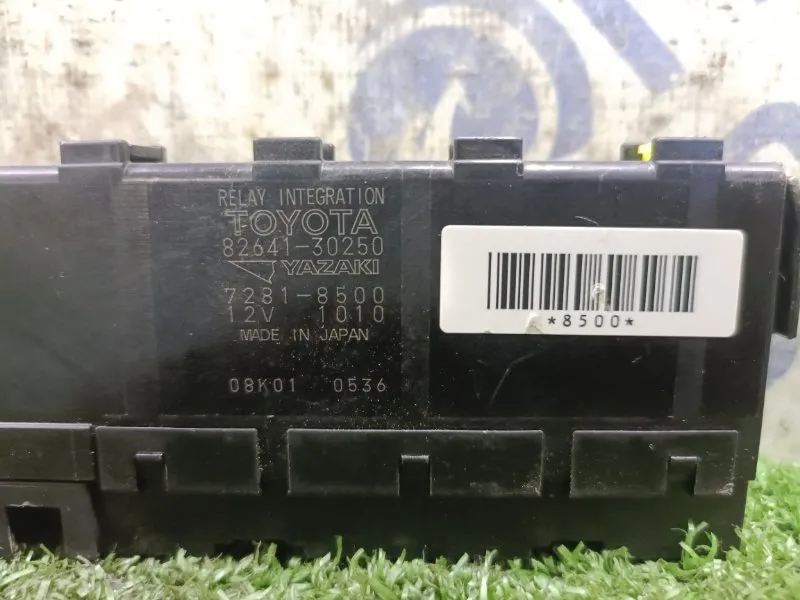 RELAY INTEGRATION
TOYOTA
82641-30250
YAZAKI
7281-8500
12V 1010
MADE IN JAPAN
08K01 0536
*8500*